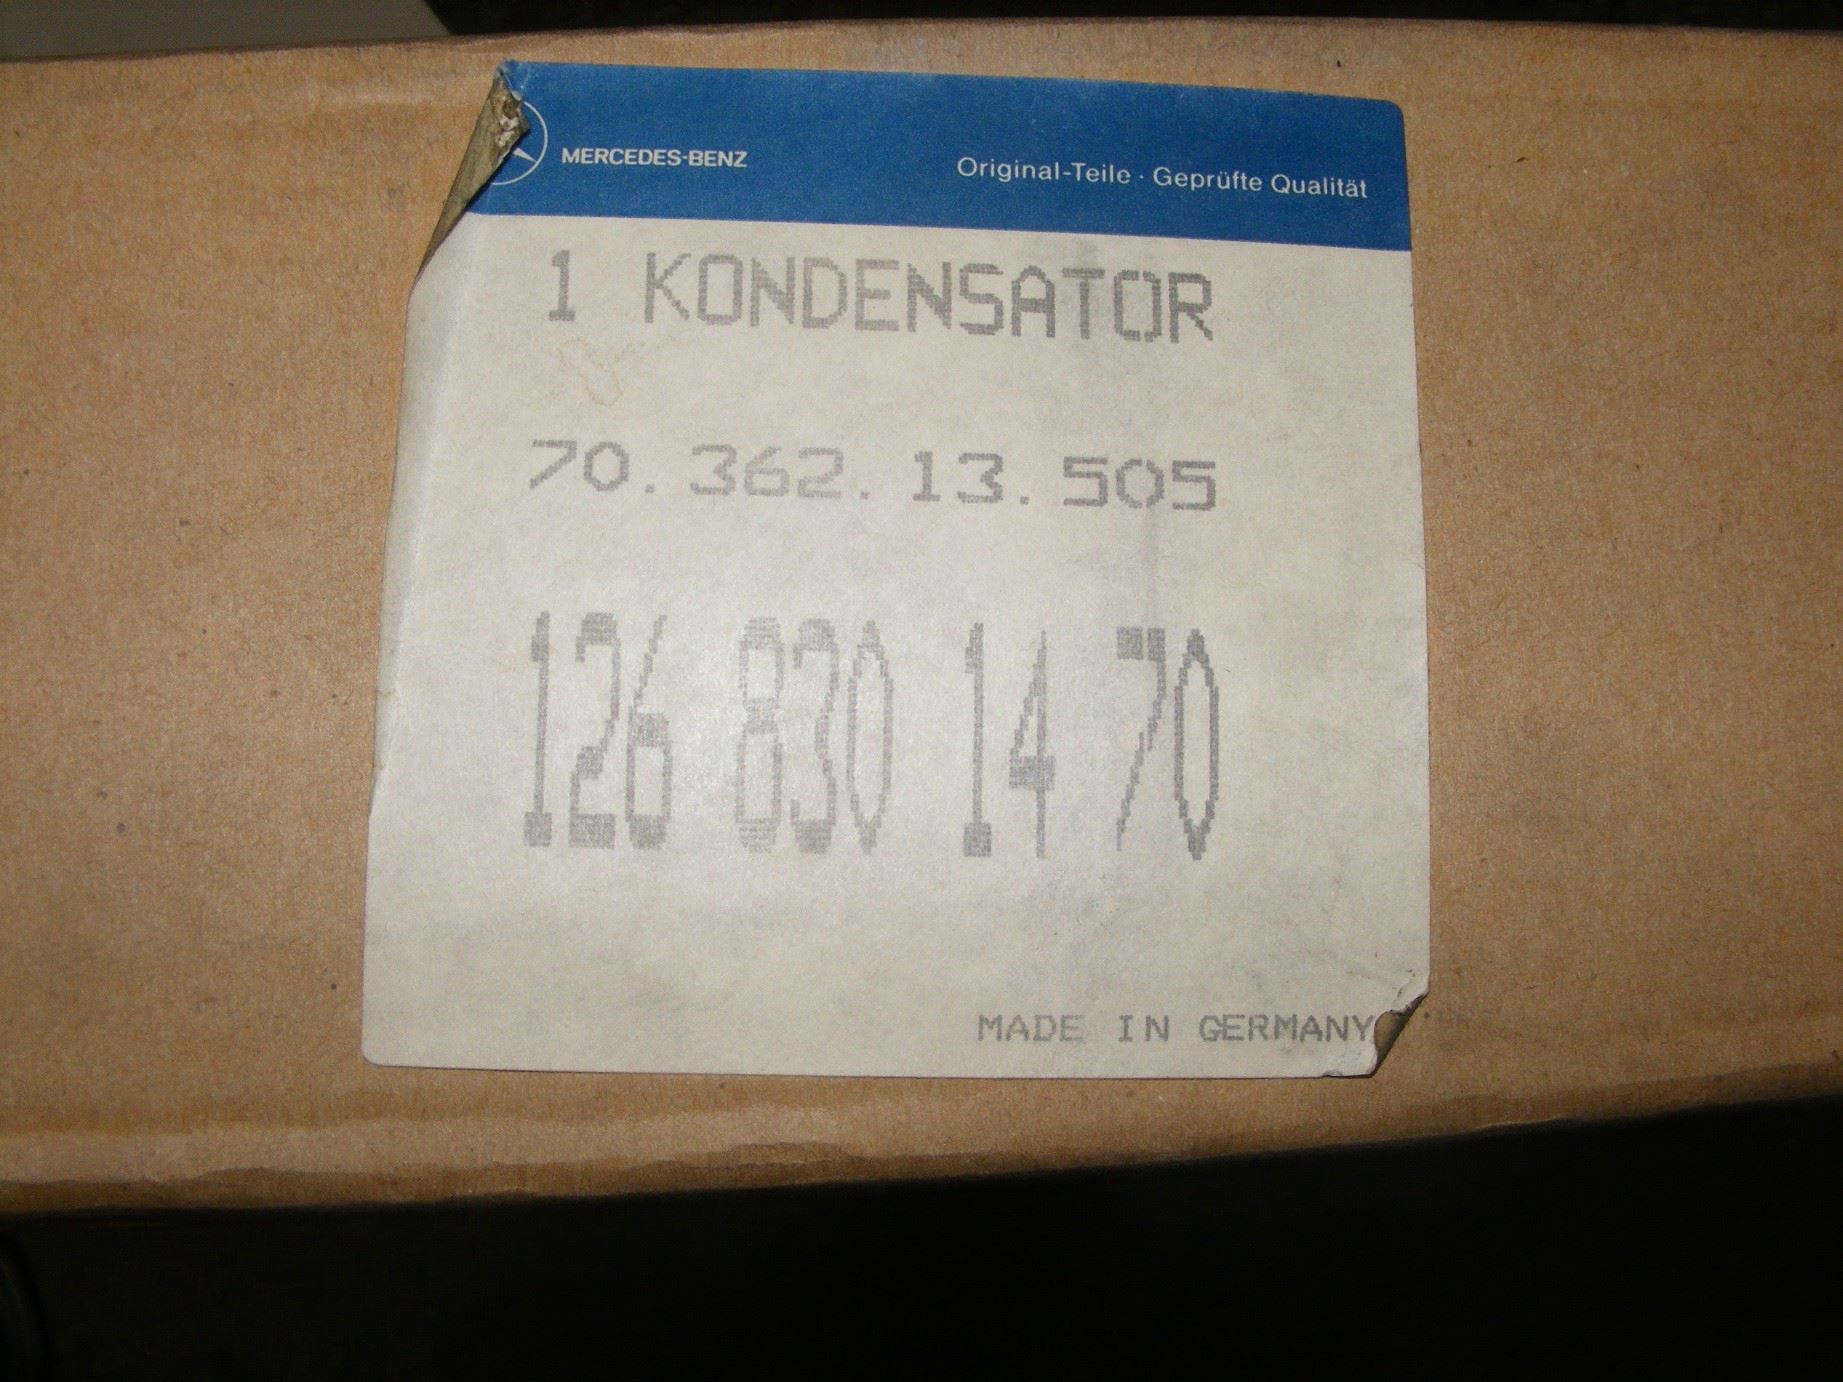 MERCEDES-BENZ
Original-Teile · Geprüfte Qualität
1 KONDENSATOR
70.362.13.505
126 830 14 70
MADE IN GERMANY